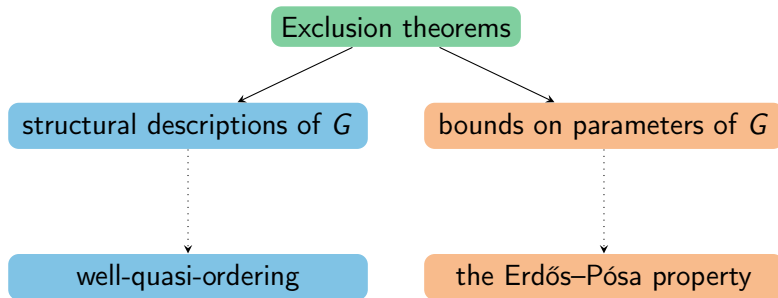 Exclusion theorems
structural descriptions of G
bounds on parameters of G
well-quasi-ordering
the Erdős–Pósa property